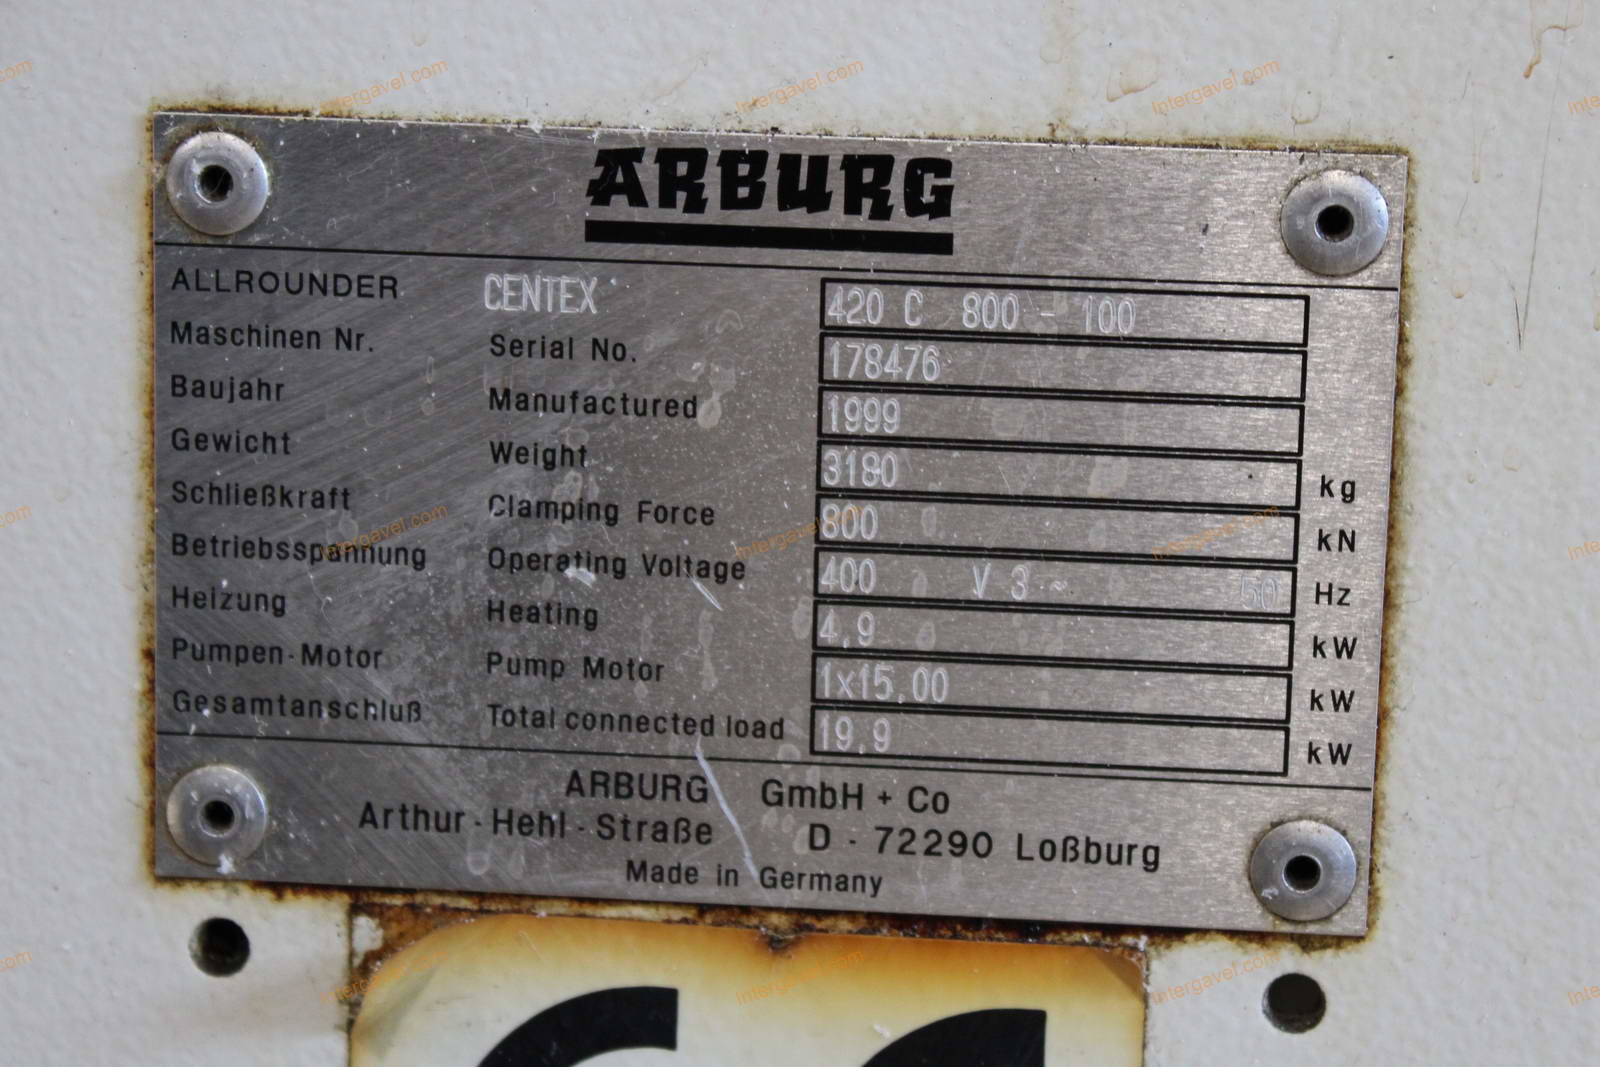 ARBURG
ALLROUNDER CENTEX 420 C 800 - 100
Maschinen Nr. Serial No. 178476
Baujahr Manufactured 1999
Gewicht Weight 3180 kg
Schließkraft Clamping Force 800 kN
Betriebsspannung Operating Voltage 400 V 3 ~ 50 Hz
Heizung Heating 4,9 kW
Pumpen-Motor Pump Motor 1x15,00 kW
Gesamtanschluß Total connected load 19,9 kW
ARBURG GmbH + Co
Arthur - Hehl - Straße D - 72290 Loßburg
Made in Germany
Intergavel.com